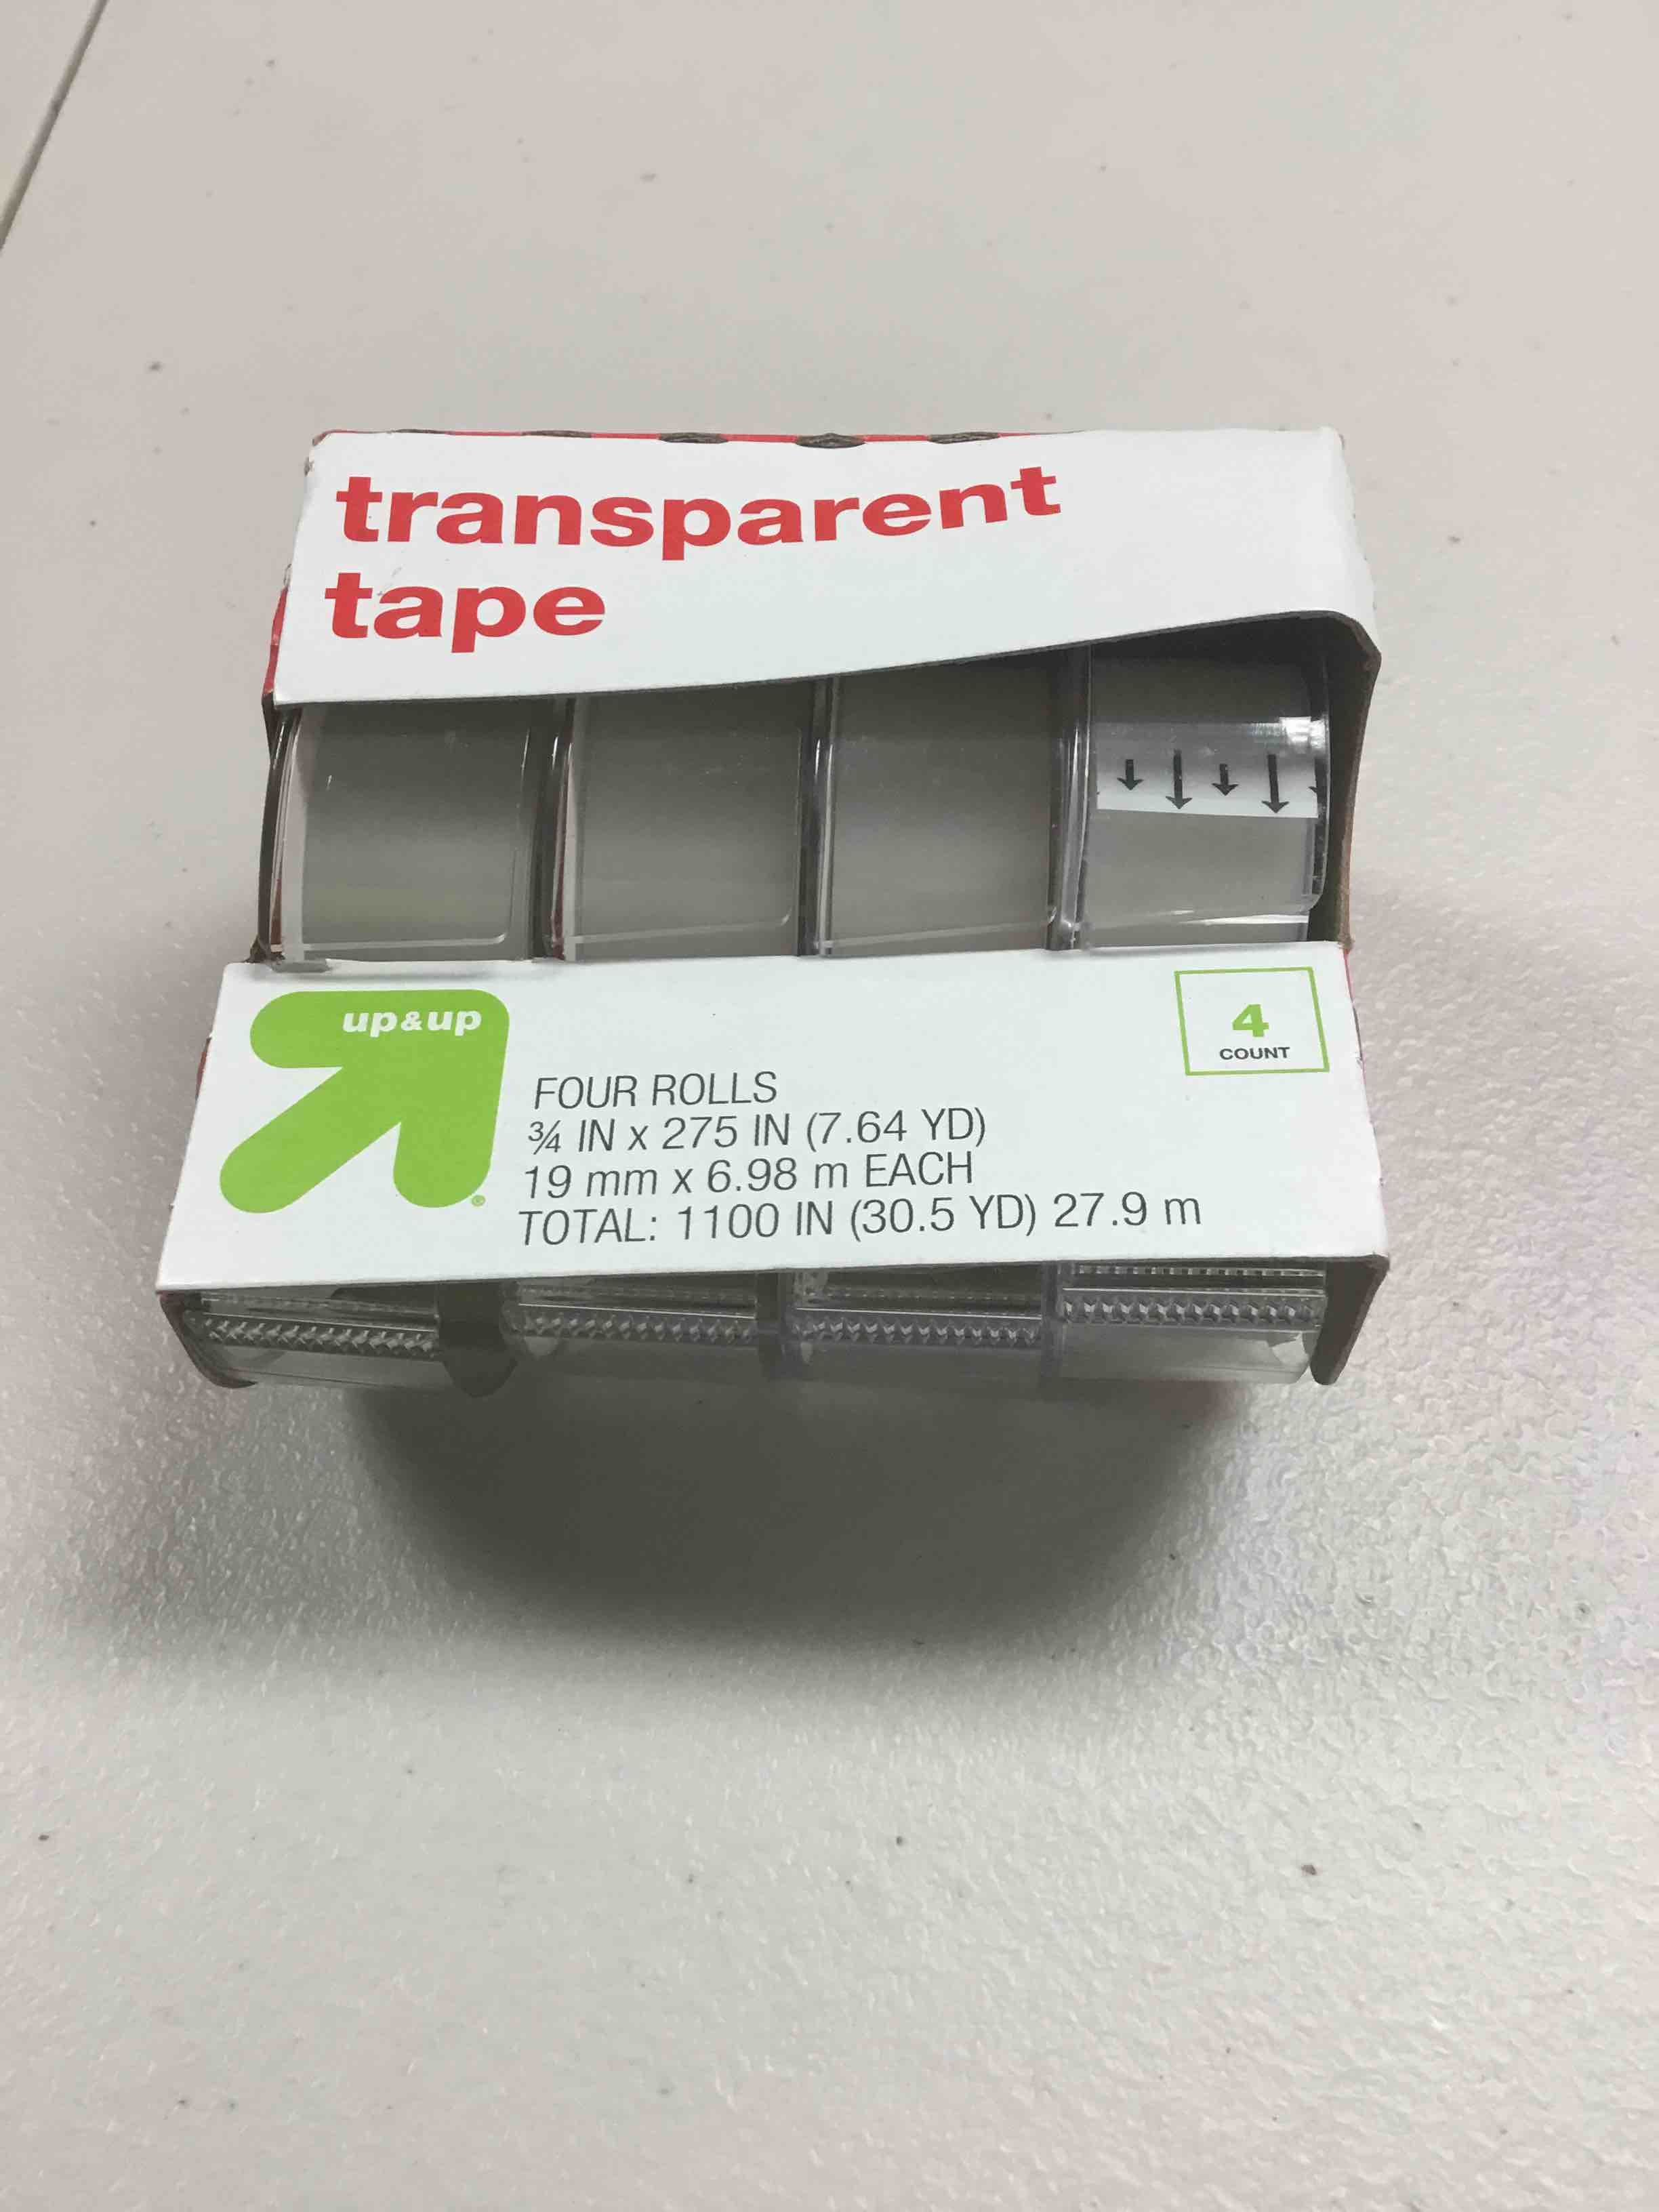 transparent
tape
up&up
4
COUNT
FOUR ROLLS
¾ IN x 275 IN (7.64 YD)
19 mm x 6.98 m EACH
TOTAL: 1100 IN (30.5 YD) 27.9 m